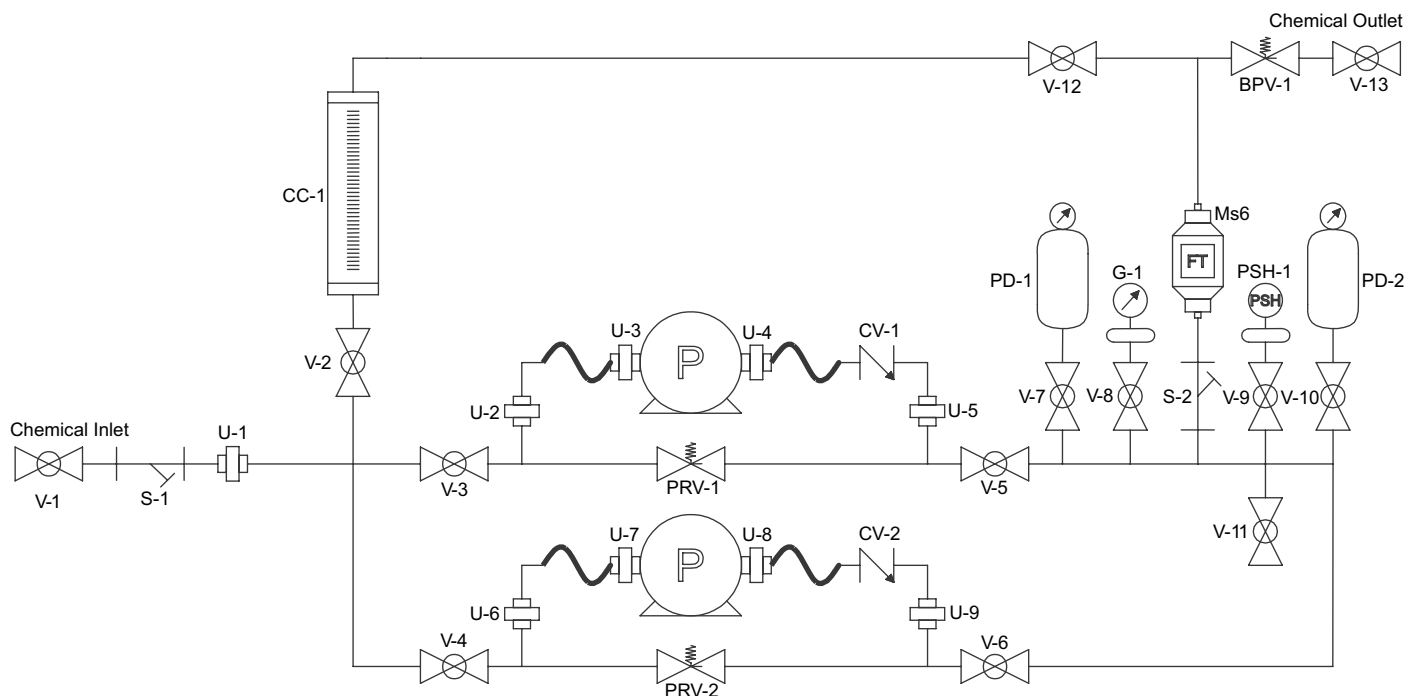 Chemical Outlet
V-12
BPV-1
V-13
CC-1
Ms6
FT
PD-1
G-1
PSH-1
PSH
PD-2
V-2
U-3
P
U-4
CV-1
U-2
U-5
V-7
V-8
S-2
V-9
V-10
Chemical Inlet
U-1
V-1
S-1
V-3
PRV-1
V-5
V-11
U-7
P
U-8
CV-2
U-6
U-9
V-4
V-6
PRV-2